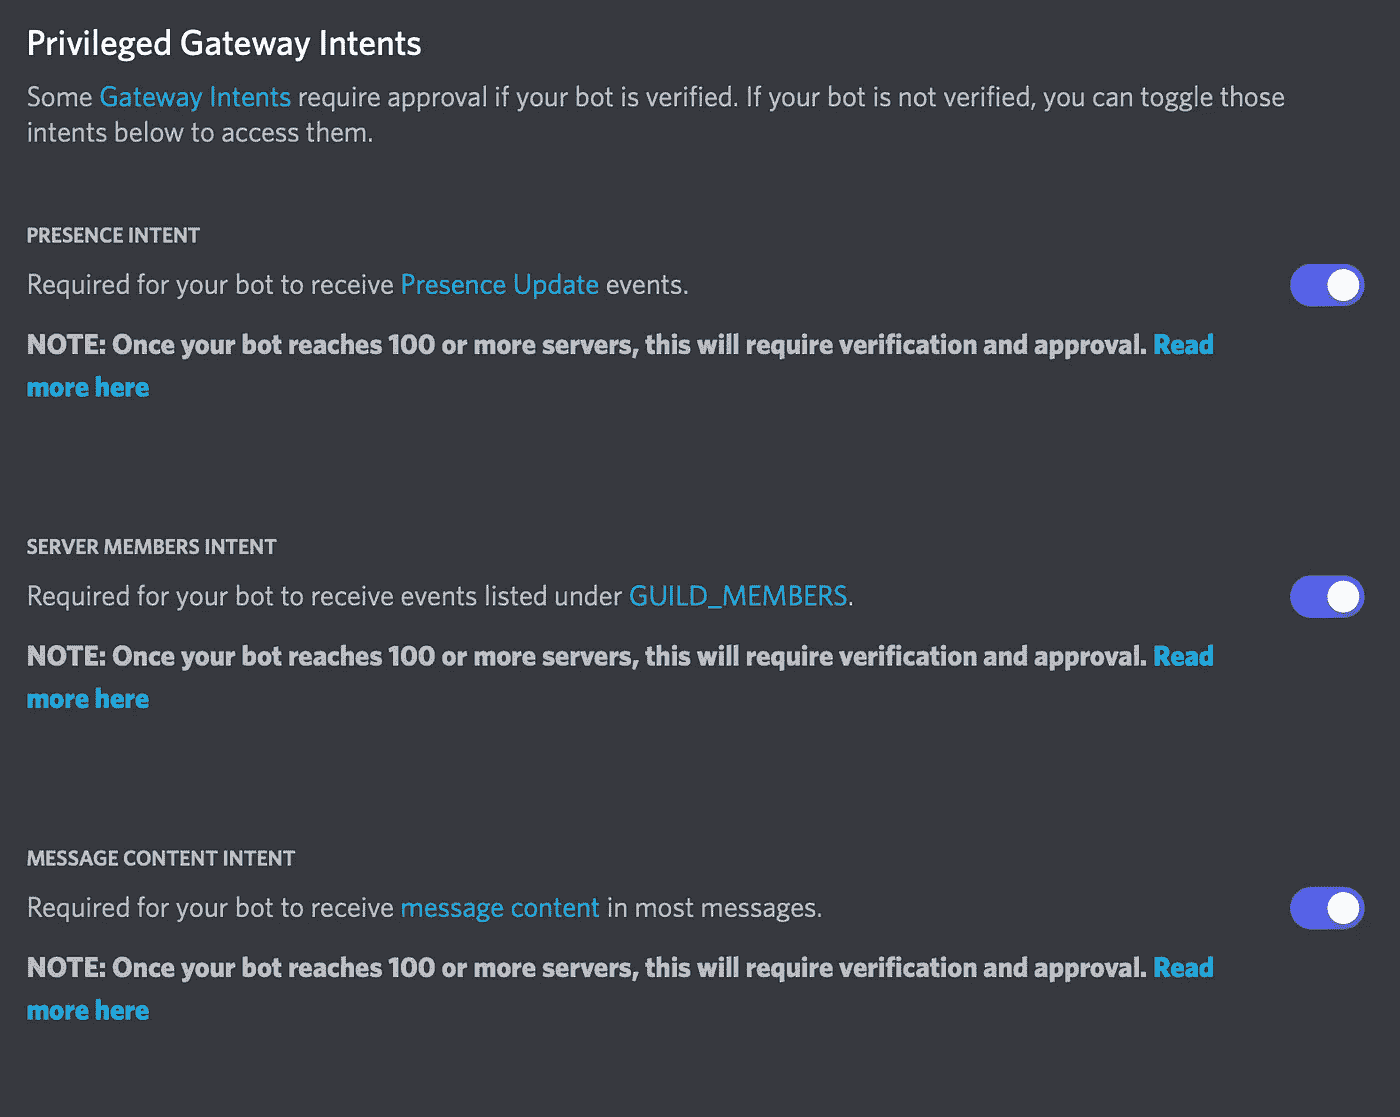 Privileged Gateway Intents
Some Gateway Intents require approval if your bot is verified. If your bot is not verified, you can toggle those
intents below to access them.
PRESENCE INTENT
Required for your bot to receive Presence Update events.
NOTE: Once your bot reaches 100 or more servers, this will require verification and approval. Read
more here
SERVER MEMBERS INTENT
Required for your bot to receive events listed under GUILD_MEMBERS.
NOTE: Once your bot reaches 100 or more servers, this will require verification and approval. Read
more here
MESSAGE CONTENT INTENT
Required for your bot to receive message content in most messages.
NOTE: Once your bot reaches 100 or more servers, this will require verification and approval. Read
more here